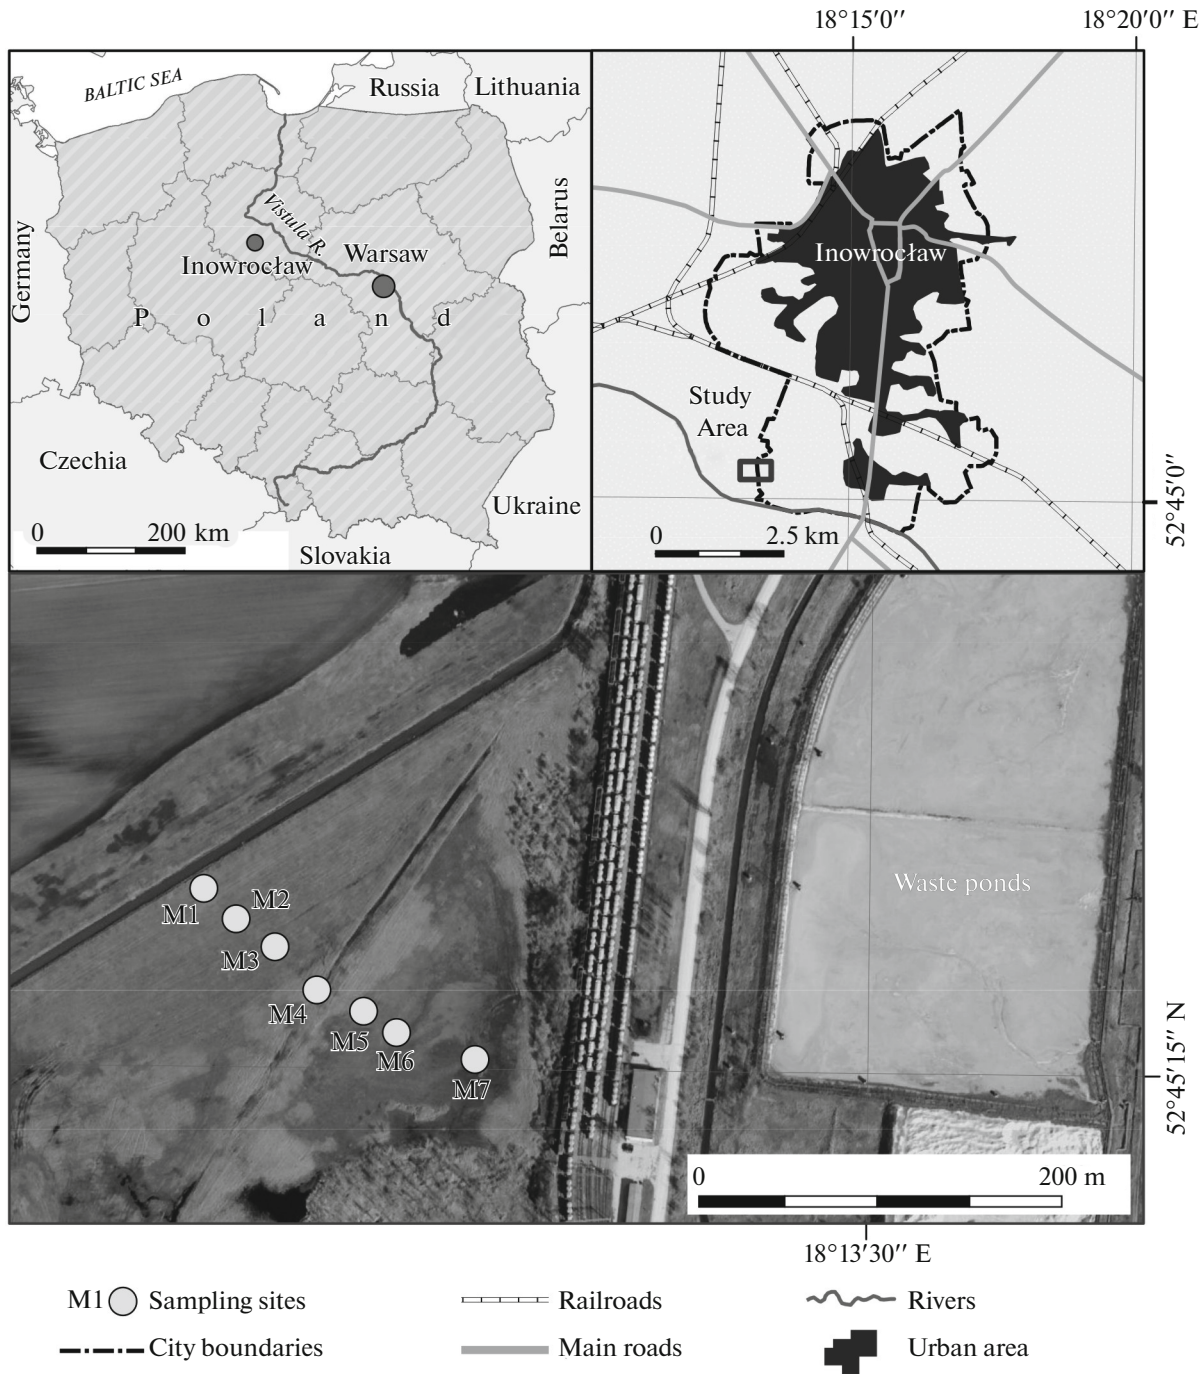 18°15′0′′
18°20′0′′ E
BALTIC SEA
Russia
Lithuania
Belarus
Germany
Vistula R.
Warsaw
Inowrocław
P o l a n d
Czechia
Ukraine
Slovakia
0 200 km
Inowrocław
Study
Area
0 2.5 km
52°45′0′′
M1
M2
M3
M4
M5
M6
M7
Waste ponds
0 200 m
52°45′15′′ N
18°13′30′′ E
M1 Sampling sites
Railroads
Rivers
City boundaries
Main roads
Urban area